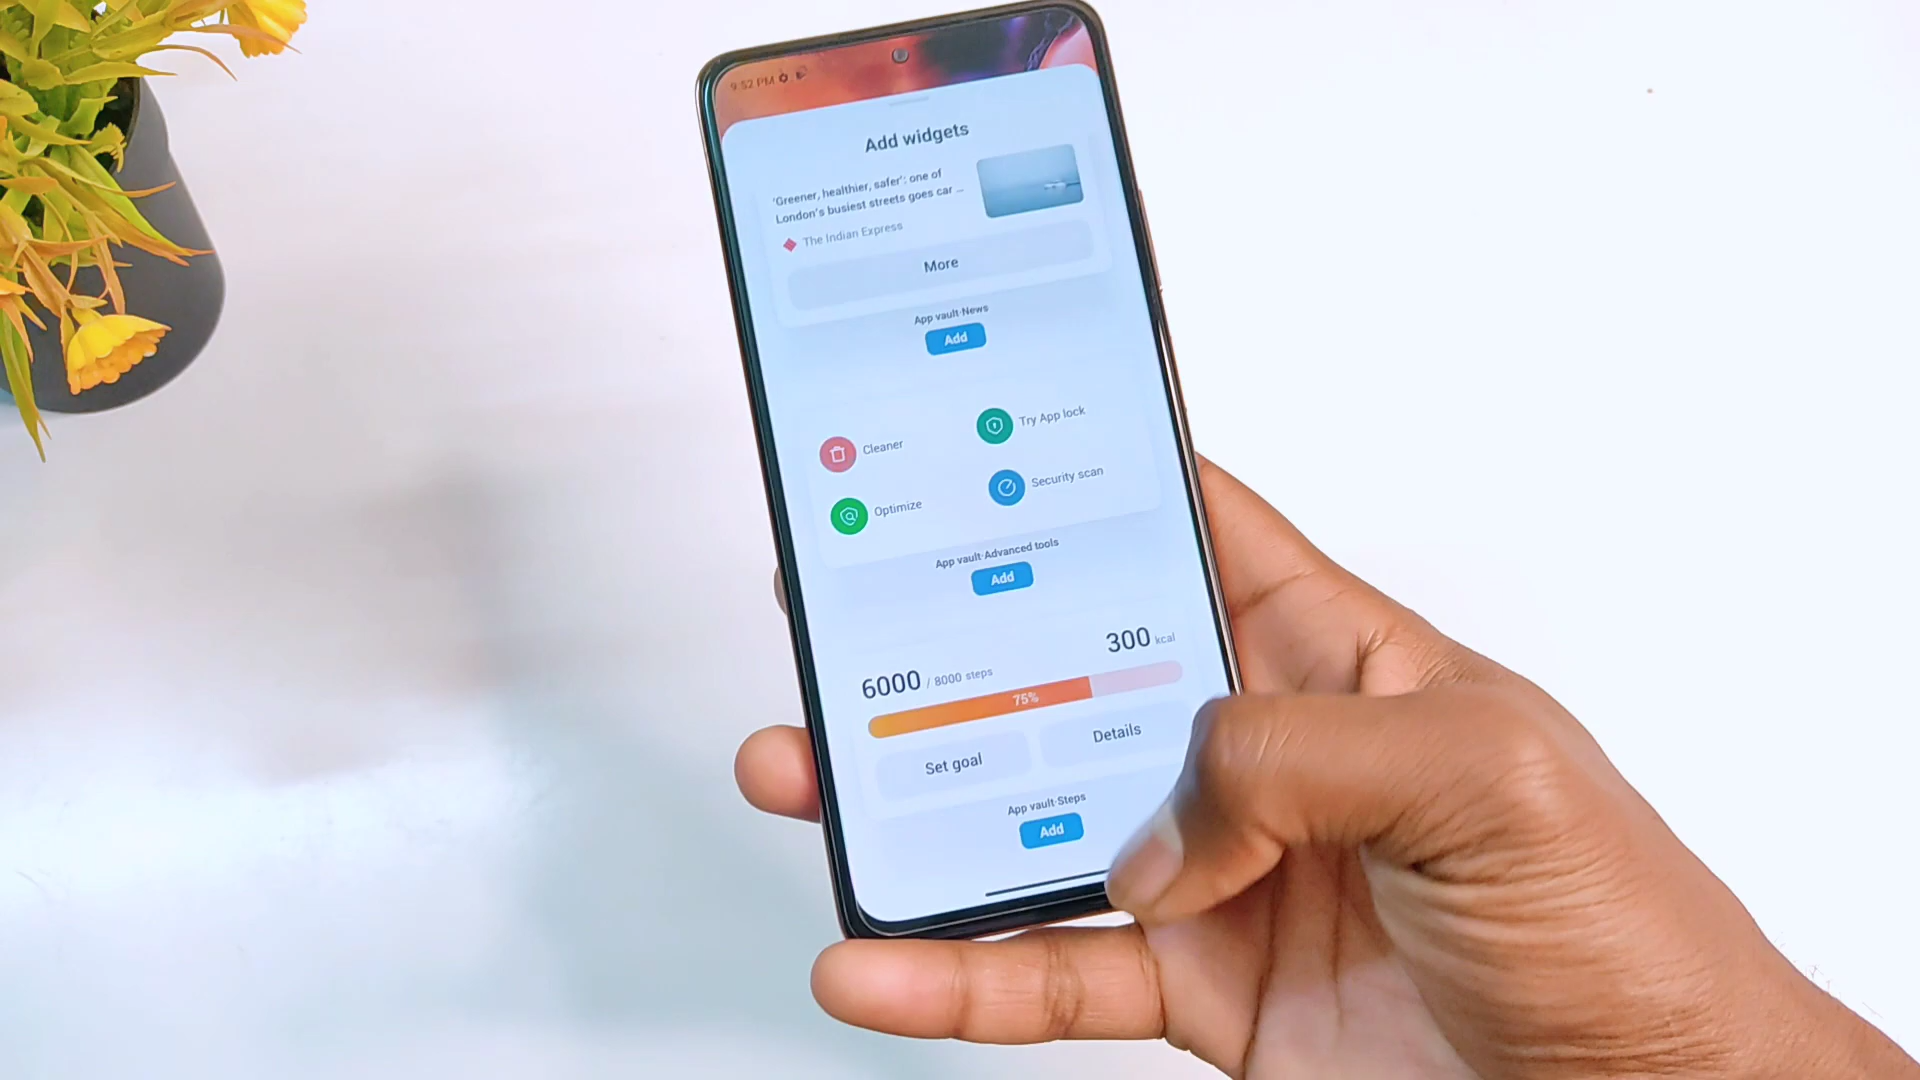 9:52 PM
Add widgets
'Greener, healthier, safer': one of
London's busiest streets goes car ...
The Indian Express
More
App vault·News
Add
Cleaner
Try App lock
Optimize
Security scan
App vault·Advanced tools
Add
6000 / 8000 steps
300 kcal
75%
Set goal
Details
App vault·Steps
Add